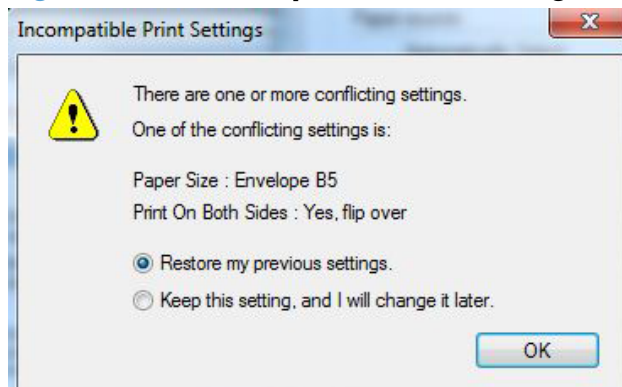 Incompatible Print Settings
There are one or more conflicting settings.
One of the conflicting settings is:
Paper Size : Envelope B5
Print On Both Sides : Yes, flip over
Restore my previous settings.
Keep this setting, and I will change it later.
OK